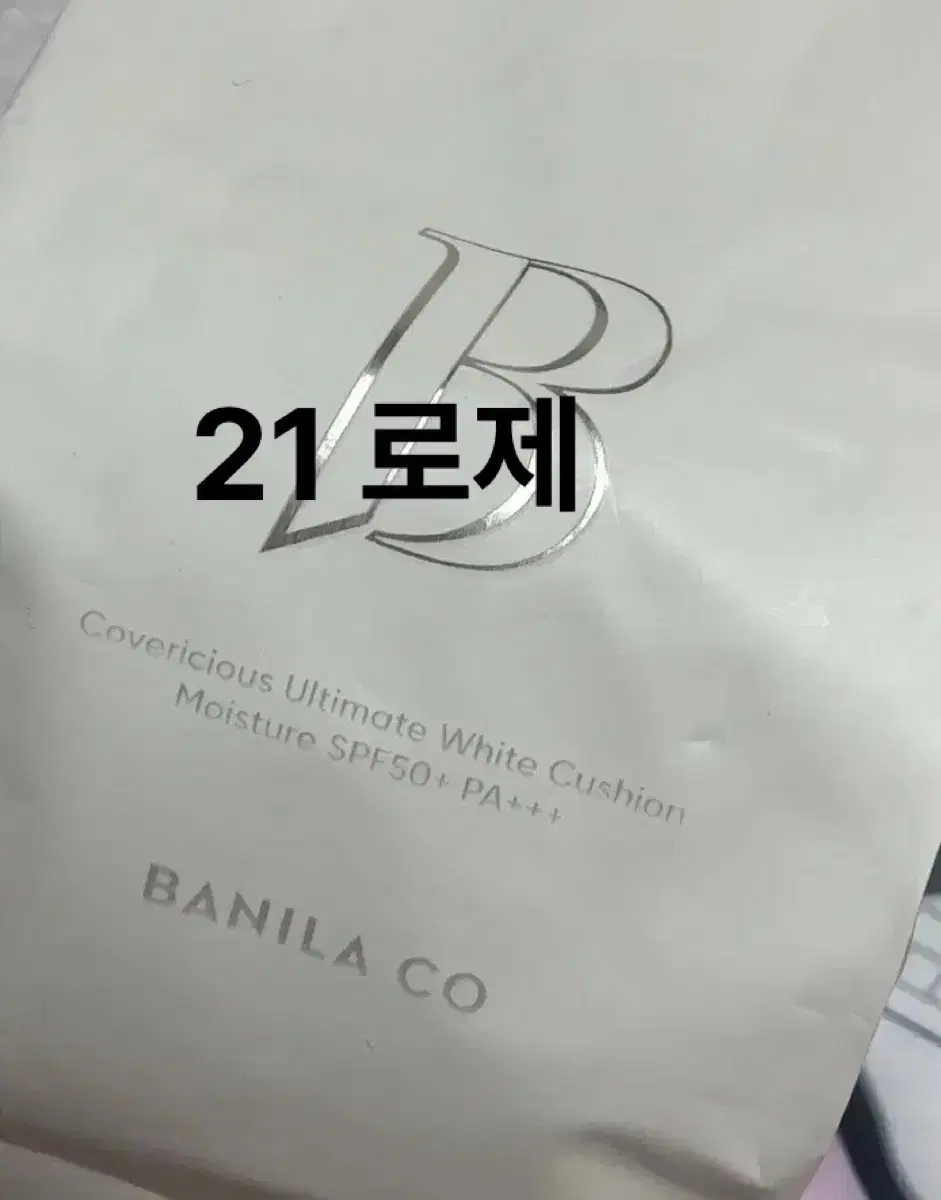 B
21 로제
Covericious Ultimate White Cushion
Moisture SPF50+ PA+++
BANILA CO